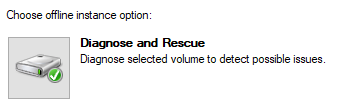 Choose offline instance option:
Diagnose and Rescue
Diagnose selected volume to detect possible issues.